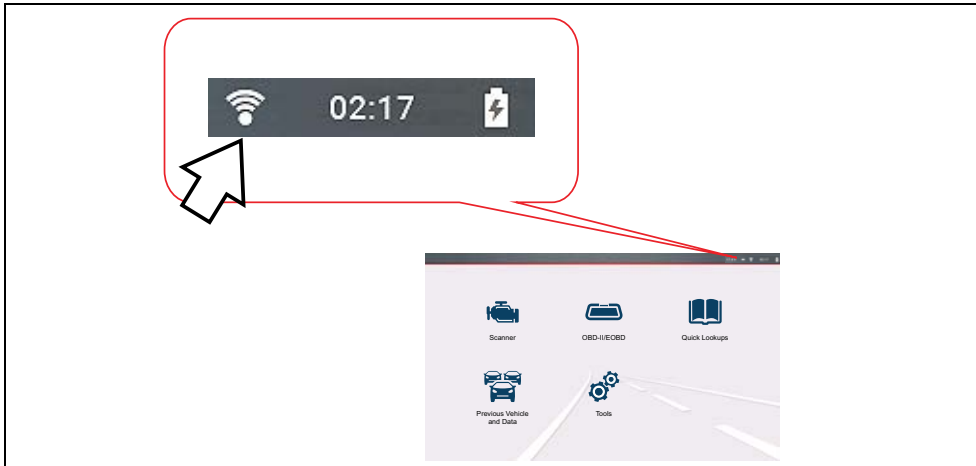 02:17
Scanner
OBD-II/EOBD
Quick Lookups
Previous Vehicle
and Data
Tools